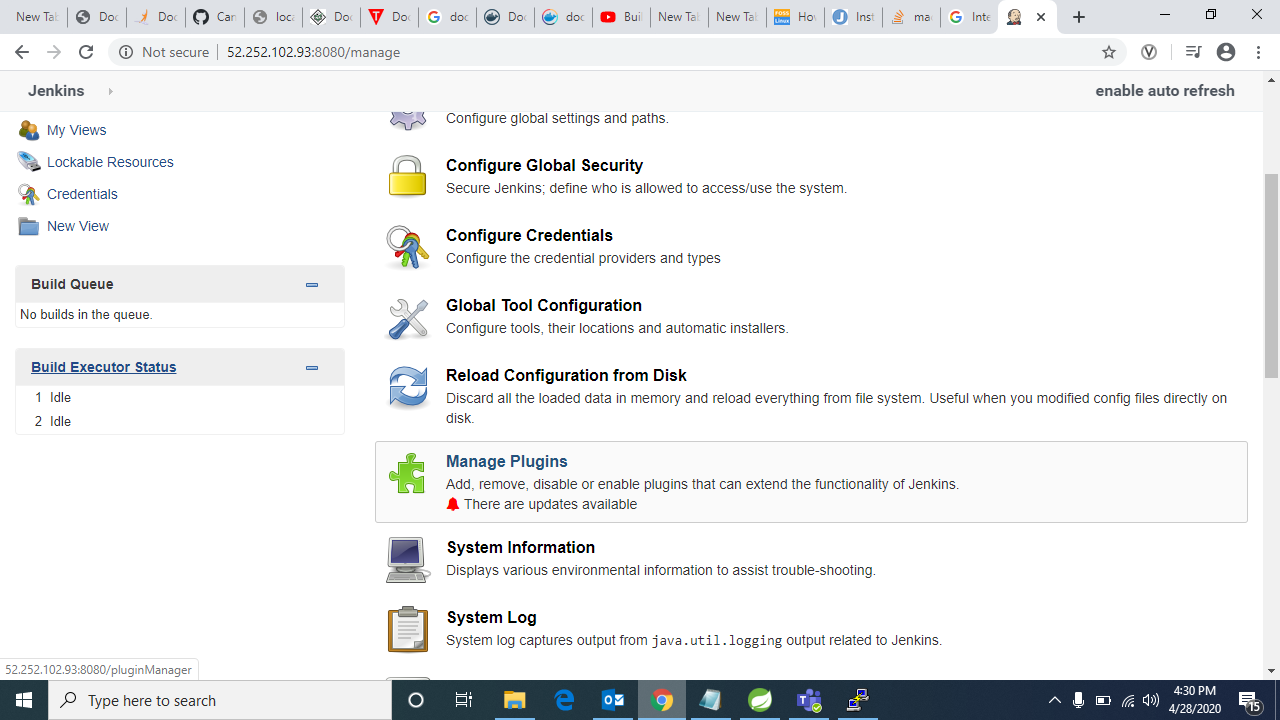 New Tab
Doc
Doc
Car
loca
Doc
Doc
doc
Doc
doc
Buil
New Tab
New Tab
How
Inst
mac
Inte
Not secure
52.252.102.93:8080/manage
Jenkins
enable auto refresh
Configure global settings and paths.
My Views
Lockable Resources
Credentials
New View
Build Queue
No builds in the queue.
Build Executor Status
1 Idle
2 Idle
Configure Global Security
Secure Jenkins; define who is allowed to access/use the system.
Configure Credentials
Configure the credential providers and types
Global Tool Configuration
Configure tools, their locations and automatic installers.
Reload Configuration from Disk
Discard all the loaded data in memory and reload everything from file system. Useful when you modified config files directly on
disk.
Manage Plugins
Add, remove, disable or enable plugins that can extend the functionality of Jenkins.
There are updates available
System Information
Displays various environmental information to assist trouble-shooting.
System Log
System log captures output from java.util.logging output related to Jenkins.
52.252.102.93:8080/pluginManager
Type here to search
4:30 PM
4/28/2020
15